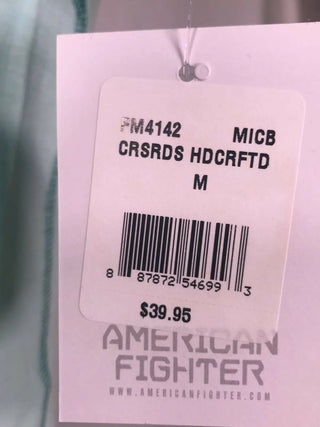 FM4142 MICB
CRSRDS HDCRFTD
M
8 87872 54699 3
$39.95
AMERICAN
FIGHTER
WWW.AMERICANFIGHTER.COM